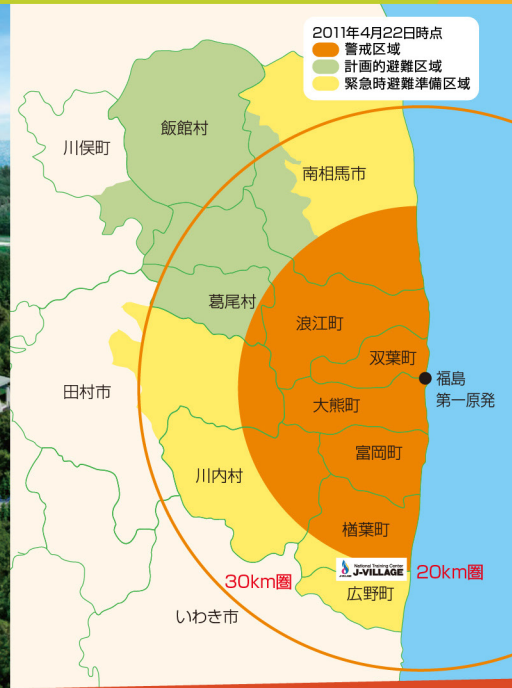 2011年4月22日時点
警戒区域
計画的避難区域
緊急時避難準備区域
飯館村
川俣町
南相馬市
葛尾村
浪江町
双葉町
福島
第一原発
田村市
大熊町
富岡町
川内村
楢葉町
National Training Center
J-VILLAGE
30km圏
20km圏
広野町
いわき市